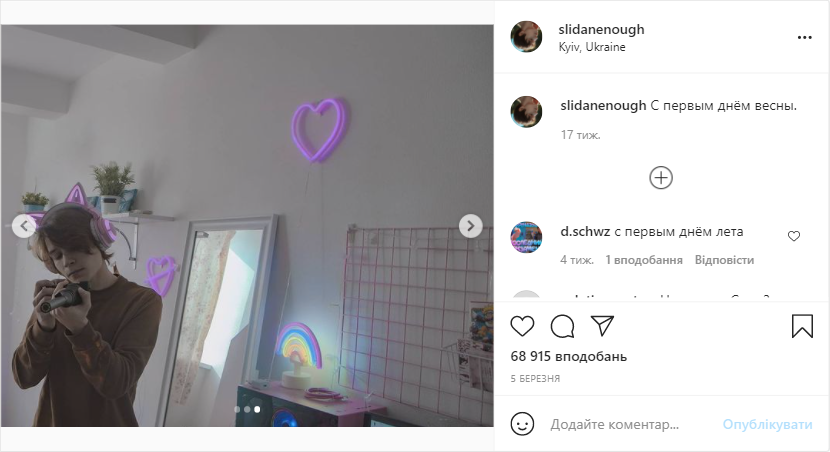 slidanenough
Kyiv, Ukraine
slidanenough С первым днём весны.
17 тиж.
d.schwz с первым днём лета
4 тиж. 1 вподобання Відповісти
68 915 вподобань
5 БЕРЕЗНЯ
Додайте коментар...
Опублікувати